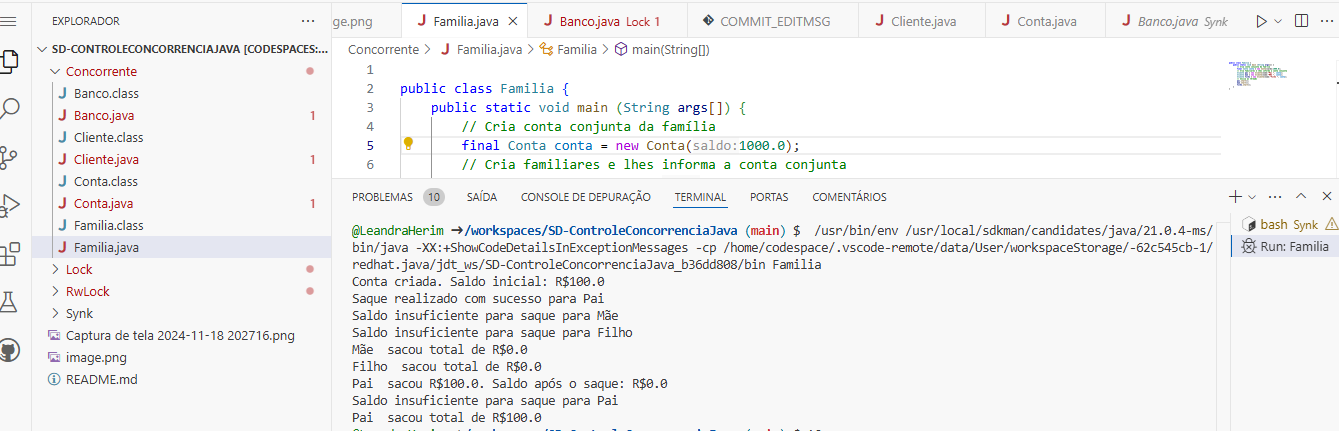 EXPLORADOR
SD-CONTROLECONCORRENCIAJAVA [CODESPACES:...
Concorrente
Banco.class
Banco.java 1
Cliente.class
Cliente.java 1
Conta.class
Conta.java 1
Familia.class
Familia.java
Lock
RwLock
Synk
Captura de tela 2024-11-18 202716.png
image.png
README.md
ge.png
Familia.java
Banco.java Lock 1
COMMIT_EDITMSG
Cliente.java
Conta.java
Banco.java Synk
Concorrente > Familia.java > Familia > main(String[])
1
2 public class Familia {
3 public static void main (String args[]) {
4 // Cria conta conjunta da família
5 final Conta conta = new Conta(saldo:1000.0);
6 // Cria familiares e lhes informa a conta conjunta
PROBLEMAS 10 SAÍDA CONSOLE DE DEPURAÇÃO TERMINAL PORTAS COMENTÁRIOS
@LeandraHerim ➜/workspaces/SD-ControleConcorrenciaJava (main) $ /usr/bin/env /usr/local/sdkman/candidates/java/21.0.4-ms/
bin/java -XX:+ShowCodeDetailsInExceptionMessages -cp /home/codespace/.vscode-remote/data/User/workspaceStorage/-62c545cb-1/
redhat.java/jdt_ws/SD-ControleConcorrenciaJava_b36dd808/bin Familia
Conta criada. Saldo inicial: R$100.0
Saque realizado com sucesso para Pai
Saldo insuficiente para saque para Mãe
Saldo insuficiente para saque para Filho
Mãe  sacou total de R$0.0
Filho  sacou total de R$0.0
Pai  sacou R$100.0. Saldo após o saque: R$0.0
Saldo insuficiente para saque para Pai
Pai  sacou total de R$100.0
bash Synk
Run: Familia